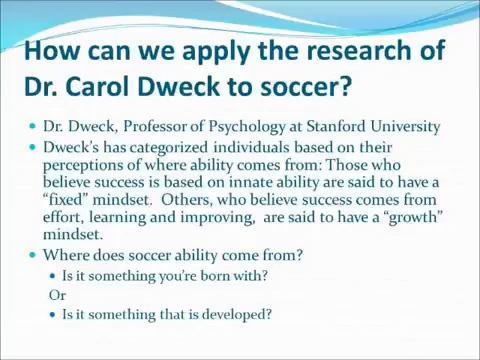 How can we apply the research of
Dr. Carol Dweck to soccer?
Dr. Dweck, Professor of Psychology at Stanford University
Dweck's has categorized individuals based on their
perceptions of where ability comes from: Those who
believe success is based on innate ability are said to have a
"fixed" mindset. Others, who believe success comes from
effort, learning and improving, are said to have a "growth"
mindset.
Where does soccer ability come from?
Is it something you're born with?
Or
Is it something that is developed?